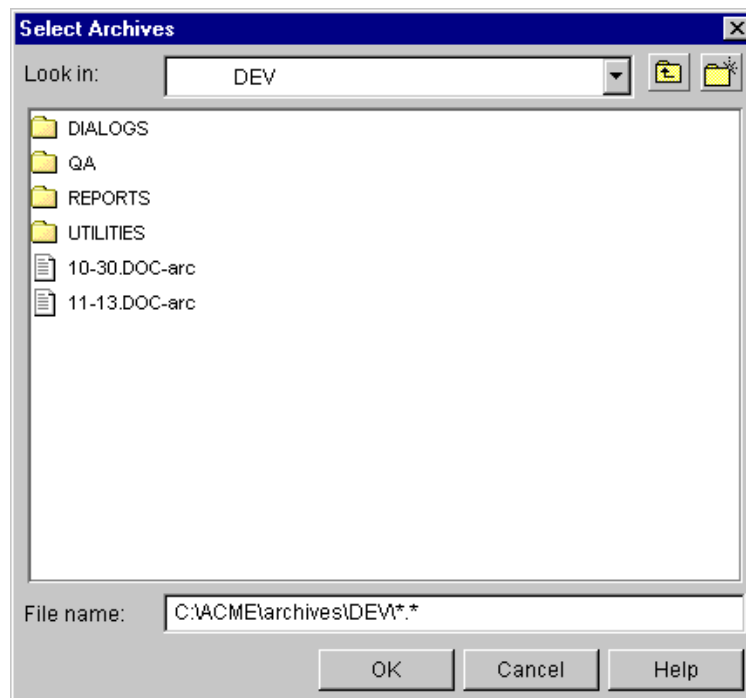 Select Archives
Look in: DEV
DIALOGS
QA
REPORTS
UTILITIES
10-30.DOC-arc
11-13.DOC-arc
File name: C:\ACME\archives\DEV\*.*
OK Cancel Help